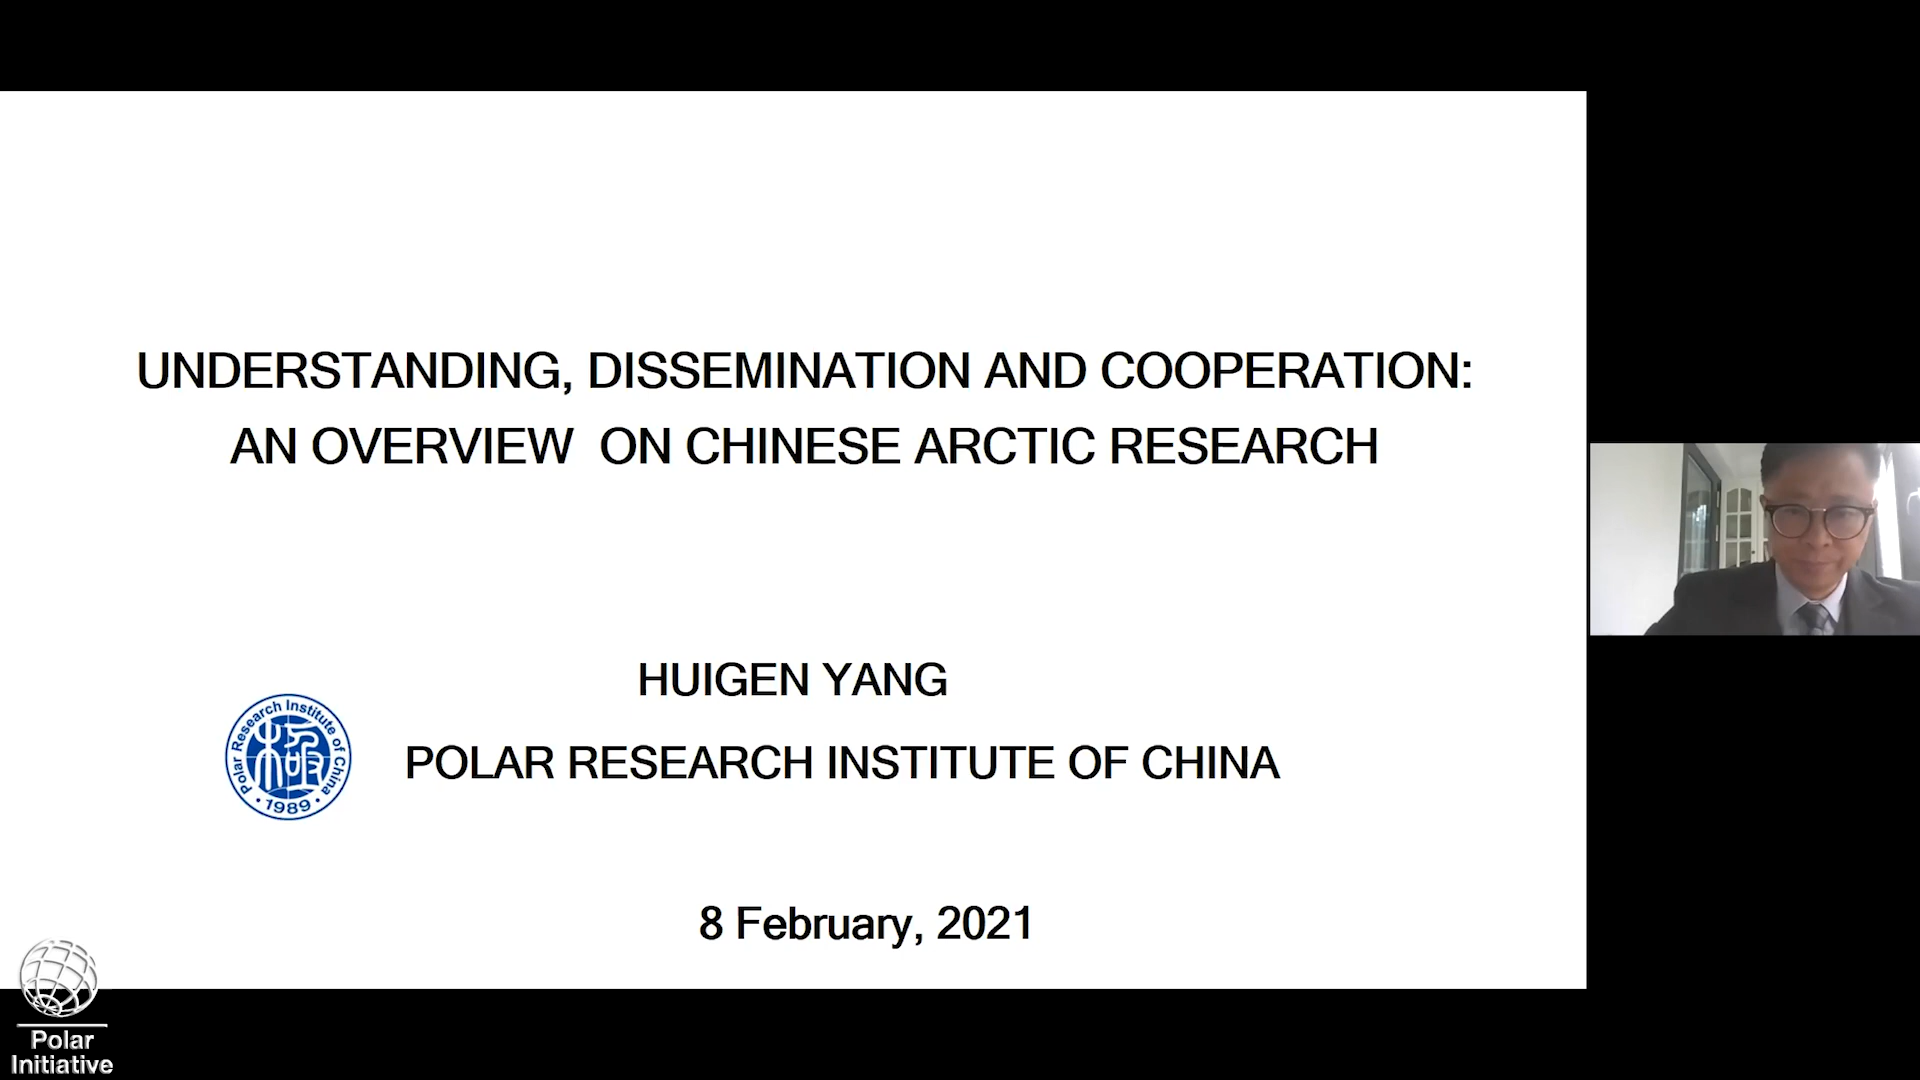 UNDERSTANDING, DISSEMINATION AND COOPERATION:
AN OVERVIEW ON CHINESE ARCTIC RESEARCH
HUIGEN YANG
Polar Research Institute of China
極
· 1989 ·
POLAR RESEARCH INSTITUTE OF CHINA
8 February, 2021
Polar
Initiative